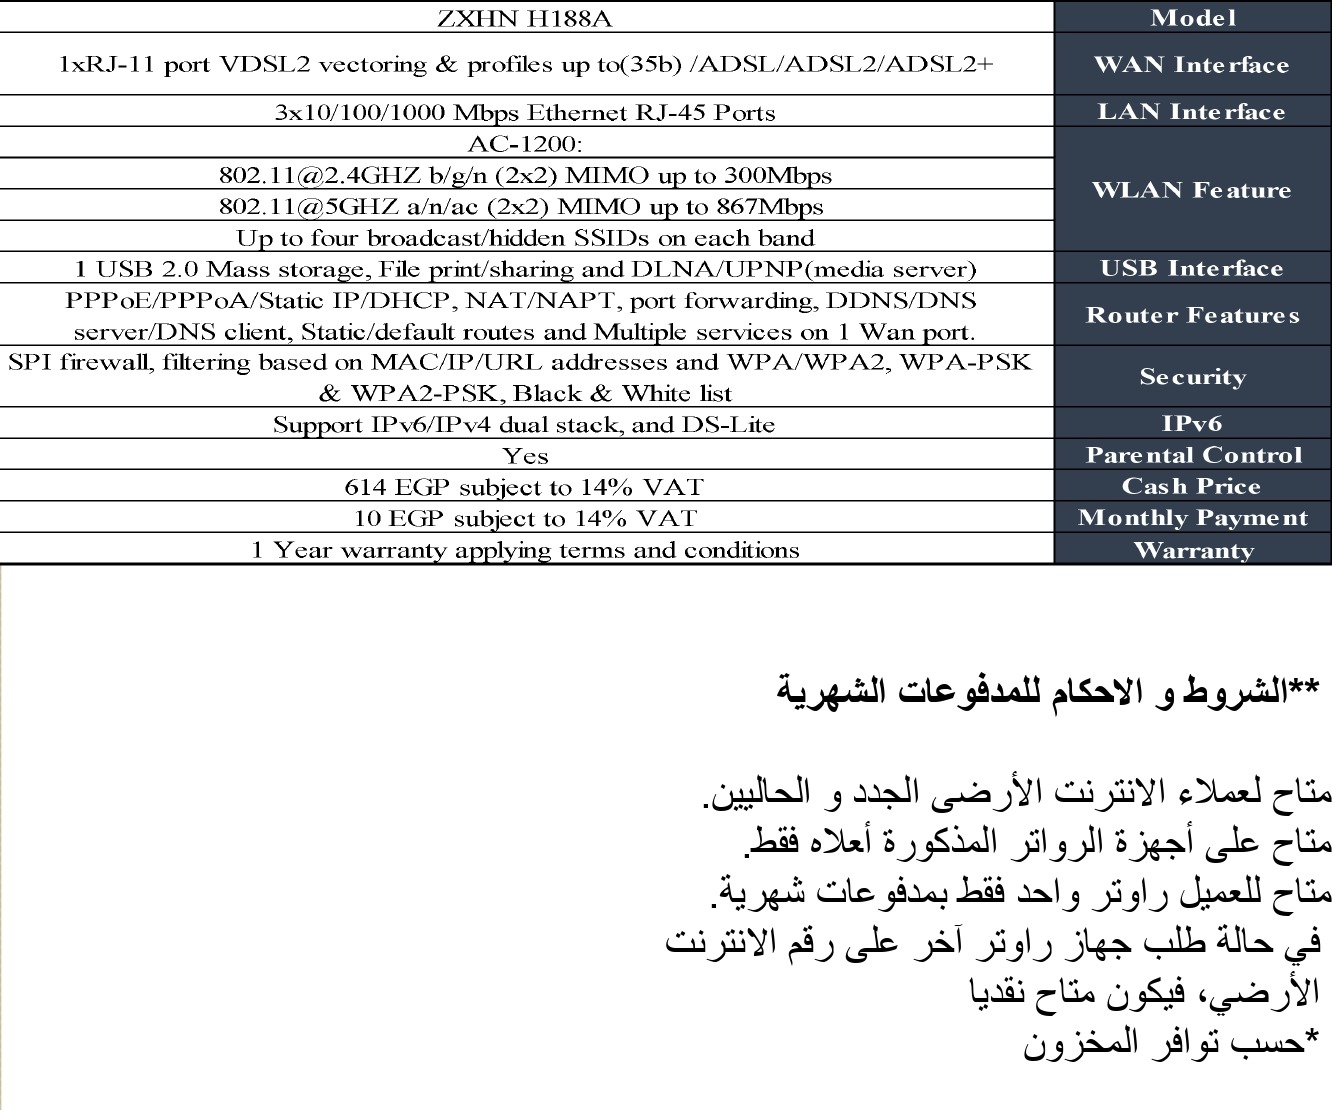 ZXHN H188A Model
1xRJ-11 port VDSL2 vectoring & profiles up to(35b) /ADSL/ADSL2/ADSL2+ WAN Interface
3x10/100/1000 Mbps Ethernet RJ-45 Ports LAN Interface
AC-1200:
802.11@2.4GHZ b/g/n (2x2) MIMO up to 300Mbps
WLAN Feature
802.11@5GHZ a/n/ac (2x2) MIMO up to 867Mbps
Up to four broadcast/hidden SSIDs on each band
1 USB 2.0 Mass storage, File print/sharing and DLNA/UPNP(media server) USB Interface
PPPoE/PPPoA/Static IP/DHCP, NAT/NAPT, port forwarding, DDNS/DNS
server/DNS client, Static/default routes and Multiple services on 1 Wan port.
Router Features
SPI firewall, filtering based on MAC/IP/URL addresses and WPA/WPA2, WPA-PSK
& WPA2-PSK, Black & White list
Security
Support IPv6/IPv4 dual stack, and DS-Lite IPv6
Yes Parental Control
614 EGP subject to 14% VAT Cash Price
10 EGP subject to 14% VAT Monthly Payment
1 Year warranty applying terms and conditions Warranty
**الشروط و الاحكام للمدفوعات الشهرية
متاح لعملاء الانترنت الأرضى الجدد و الحاليين.
متاح على أجهزة الرواتر المذكورة أعلاه فقط.
متاح للعميل راوتر واحد فقط بمدفوعات شهرية.
في حالة طلب جهاز راوتر آخر على رقم الانترنت
الأرضي، فيكون متاح نقديا
*حسب توافر المخزون